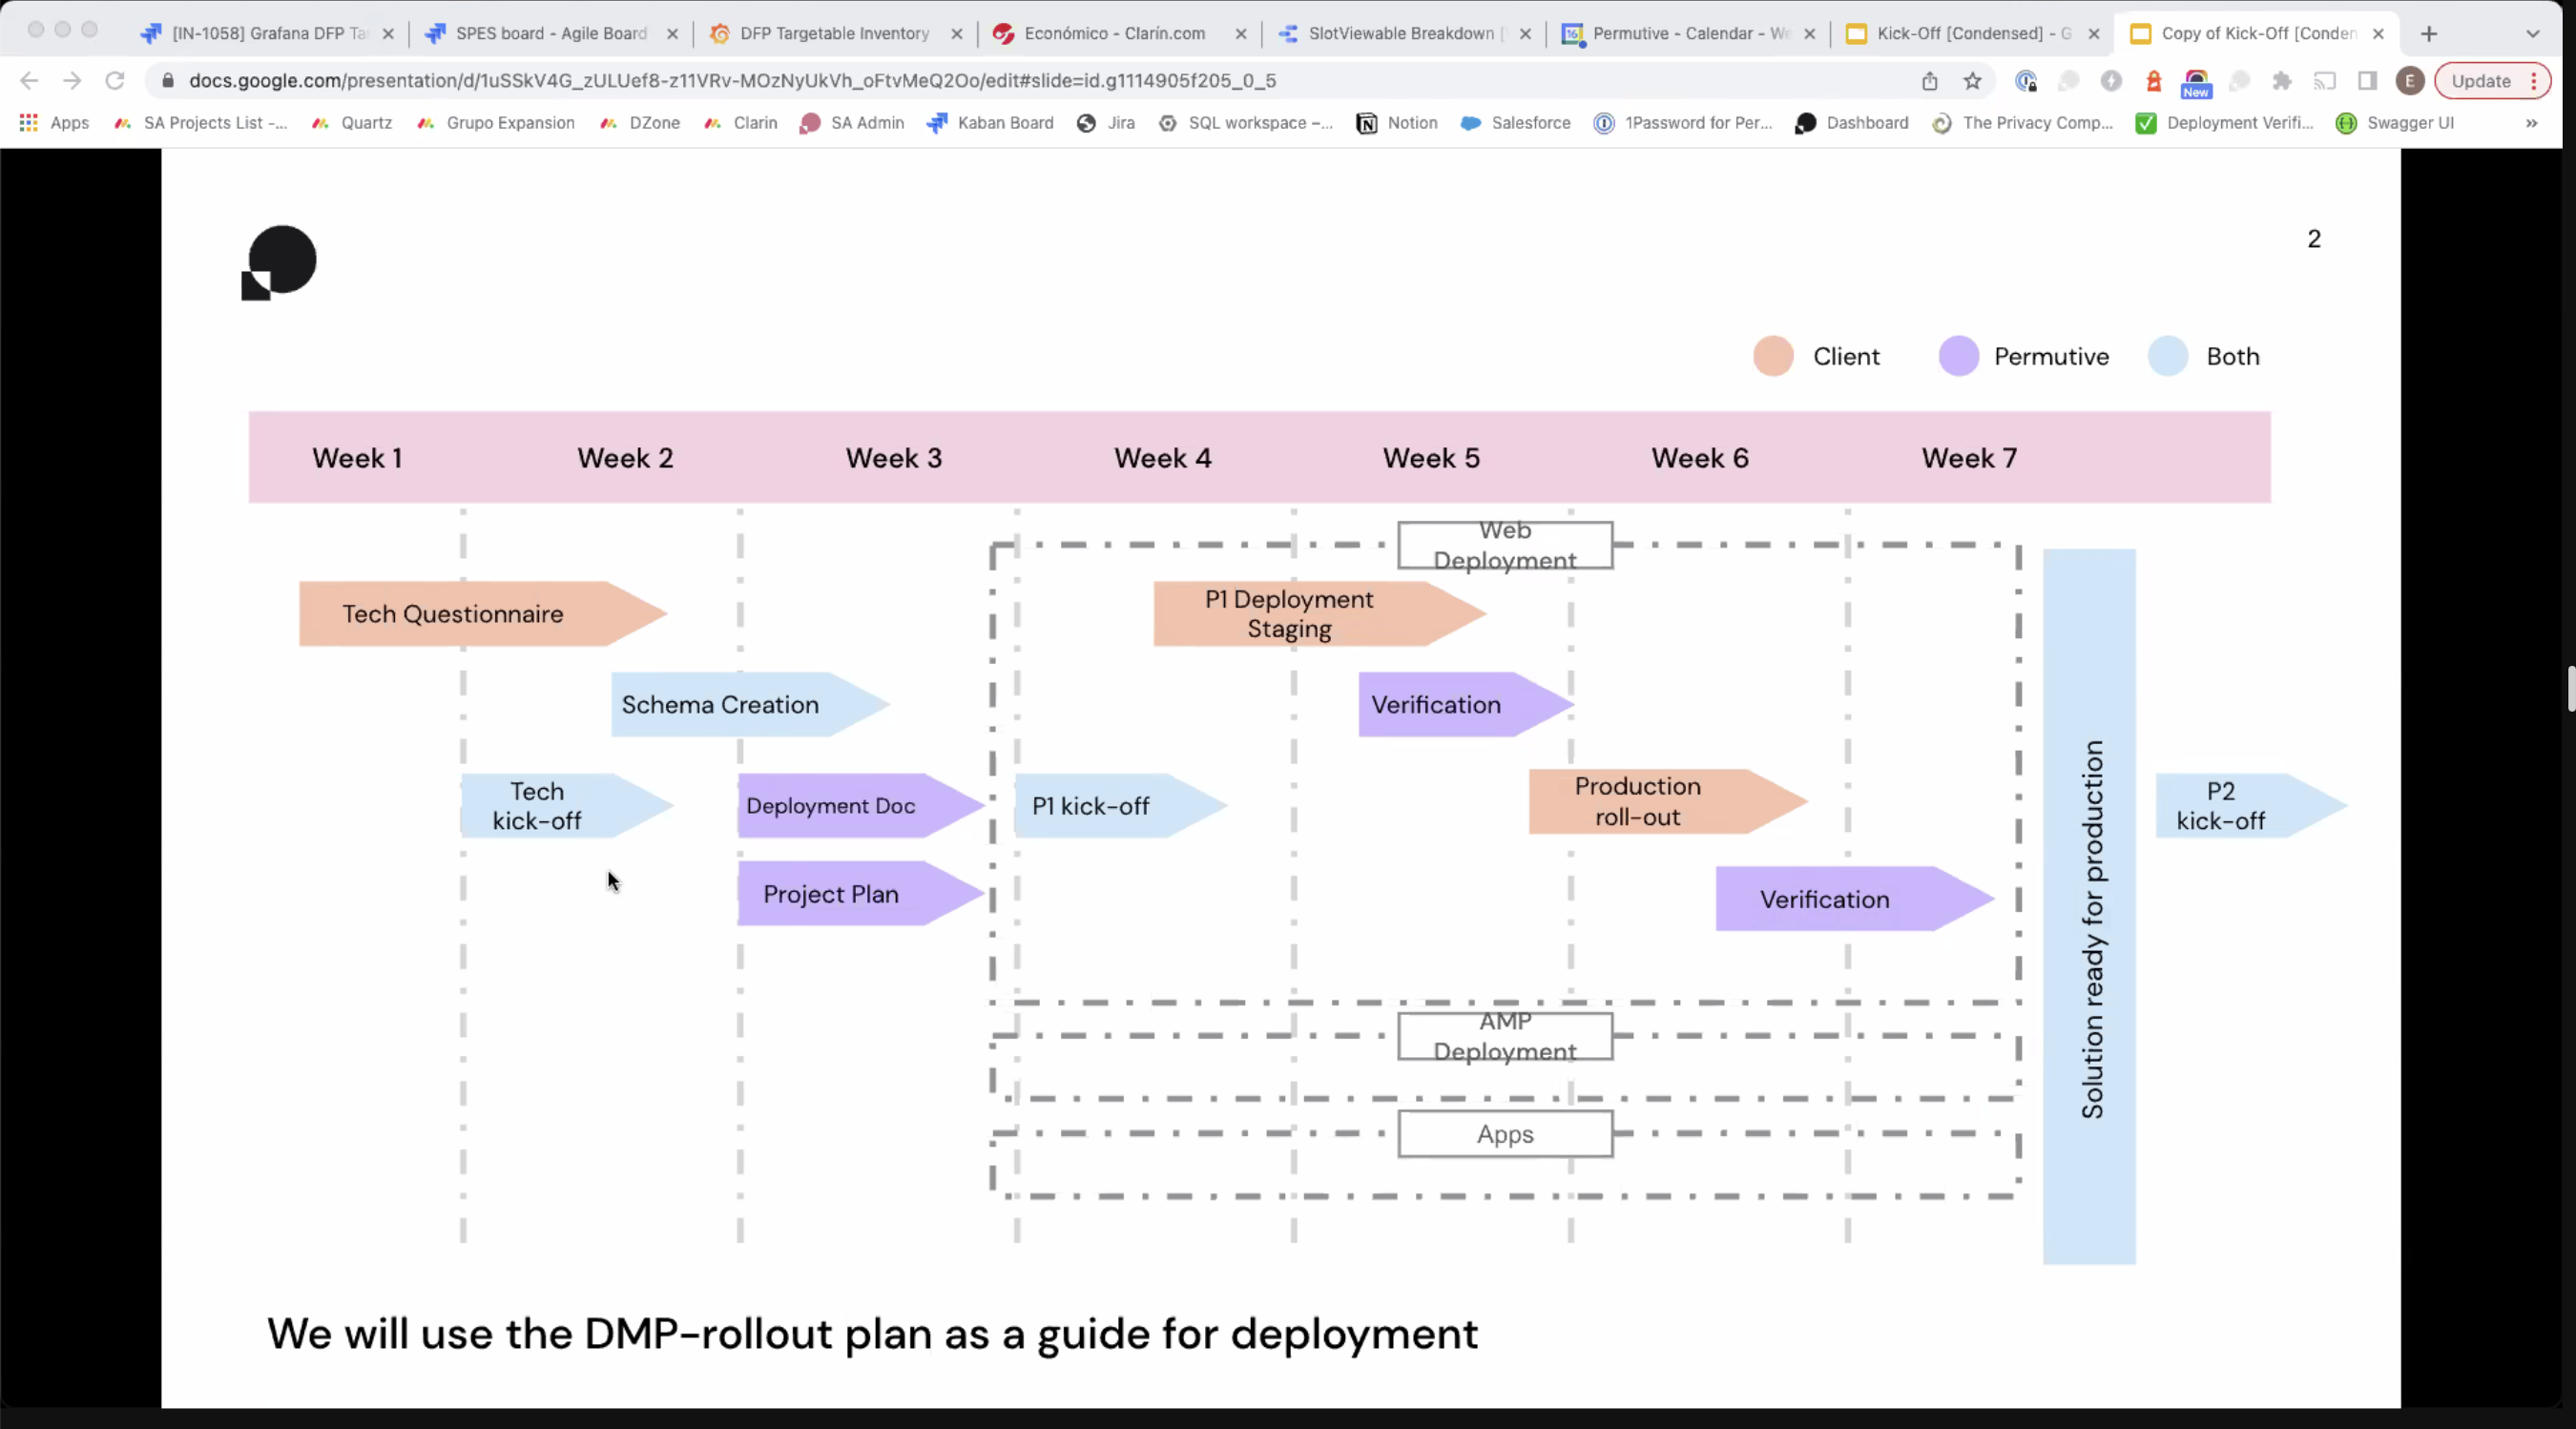 [IN-1058] Grafana DFP Ta
SPES board - Agile Board
DFP Targetable Inventory
Económico - Clarín.com
SlotViewable Breakdown [
Permutive - Calendar - We
Kick-Off [Condensed] - G
Copy of Kick-Off [Conden
docs.google.com/presentation/d/1uSSkV4G_zULUef8-z11VRv-MOzNyUkVh_oFtvMeQ2Oo/edit#slide=id.g1114905f205_0_5
New
E
Update
Apps
SA Projects List -...
Quartz
Grupo Expansion
DZone
Clarin
SA Admin
Kaban Board
Jira
SQL workspace –...
Notion
Salesforce
1Password for Per...
Dashboard
The Privacy Comp...
Deployment Verifi...
Swagger UI
»
2
Client
Permutive
Both
Week 1
Week 2
Week 3
Week 4
Week 5
Week 6
Week 7
Web
Deployment
Tech Questionnaire
P1 Deployment
Staging
Schema Creation
Verification
Tech
kick-off
Deployment Doc
P1 kick-off
Production
roll-out
P2
kick-off
Project Plan
Verification
Solution ready for production
AMP
Deployment
Apps
We will use the DMP-rollout plan as a guide for deployment